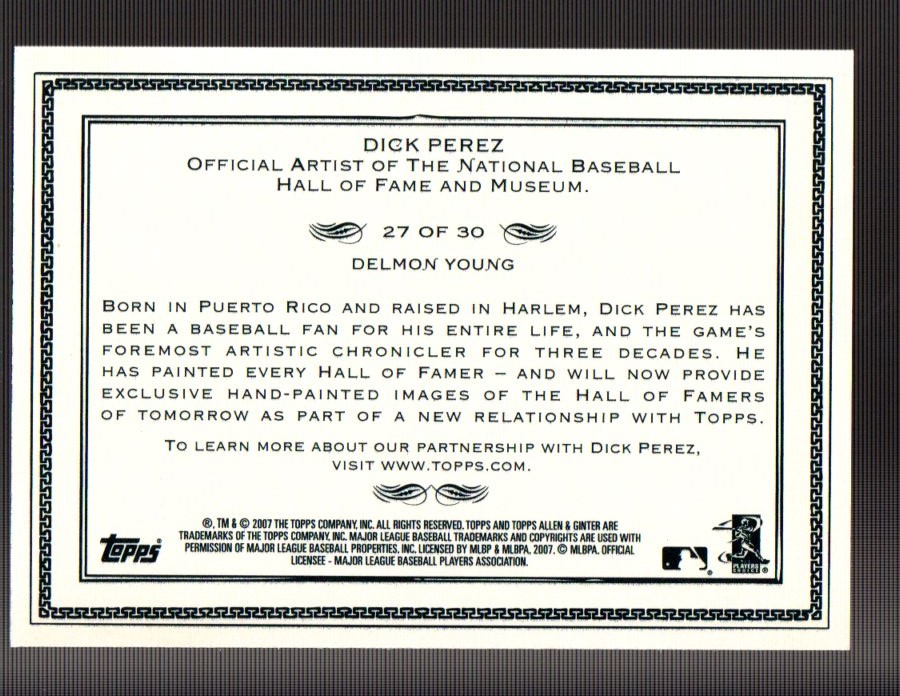 DICK PEREZ
OFFICIAL ARTIST OF THE NATIONAL BASEBALL
HALL OF FAME AND MUSEUM.
27 OF 30
DELMON YOUNG
BORN IN PUERTO RICO AND RAISED IN HARLEM, DICK PEREZ HAS
BEEN A BASEBALL FAN FOR HIS ENTIRE LIFE, AND THE GAME'S
FOREMOST ARTISTIC CHRONICLER FOR THREE DECADES. HE
HAS PAINTED EVERY HALL OF FAMER – AND WILL NOW PROVIDE
EXCLUSIVE HAND-PAINTED IMAGES OF THE HALL OF FAMERS
OF TOMORROW AS PART OF A NEW RELATIONSHIP WITH TOPPS.
TO LEARN MORE ABOUT OUR PARTNERSHIP WITH DICK PEREZ,
VISIT WWW.TOPPS.COM.
®, TM & © 2007 THE TOPPS COMPANY, INC. ALL RIGHTS RESERVED. TOPPS AND TOPPS ALLEN & GINTER ARE
TRADEMARKS OF THE TOPPS COMPANY, INC. MAJOR LEAGUE BASEBALL TRADEMARKS AND COPYRIGHTS ARE USED WITH
PERMISSION OF MAJOR LEAGUE BASEBALL PROPERTIES, INC. LICENSED BY MLBP & MLBPA, 2007. © MLBPA. OFFICIAL
LICENSEE - MAJOR LEAGUE BASEBALL PLAYERS ASSOCIATION.
Topps®
PLAYERS
CHOICE ®